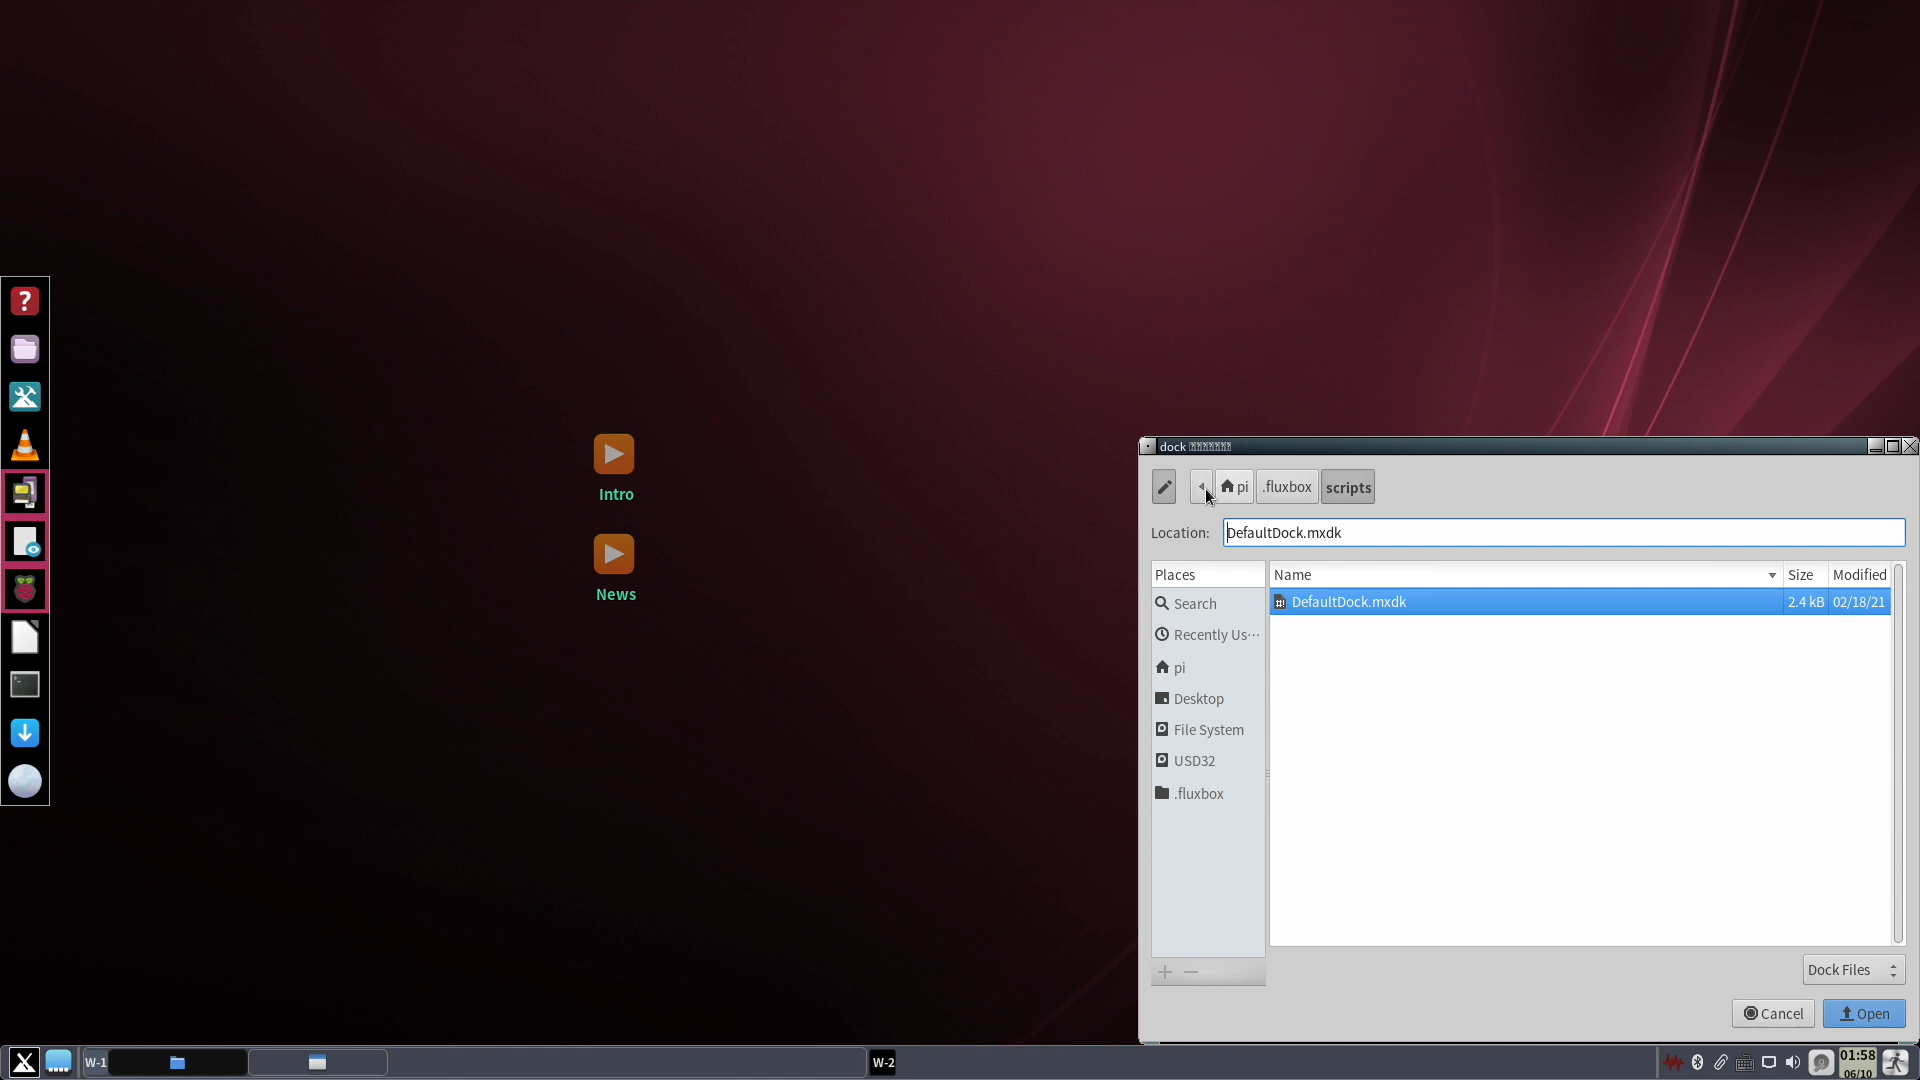 ?
Intro
News
dock
pi
.fluxbox
scripts
Location:
DefaultDock.mxdk
Places
Name
Size
Modified
Search
DefaultDock.mxdk
2.4 kB
02/18/21
Recently Us···
pi
Desktop
File System
USD32
.fluxbox
Dock Files
Cancel
Open
X
W-1
W-2
01:58
06/10